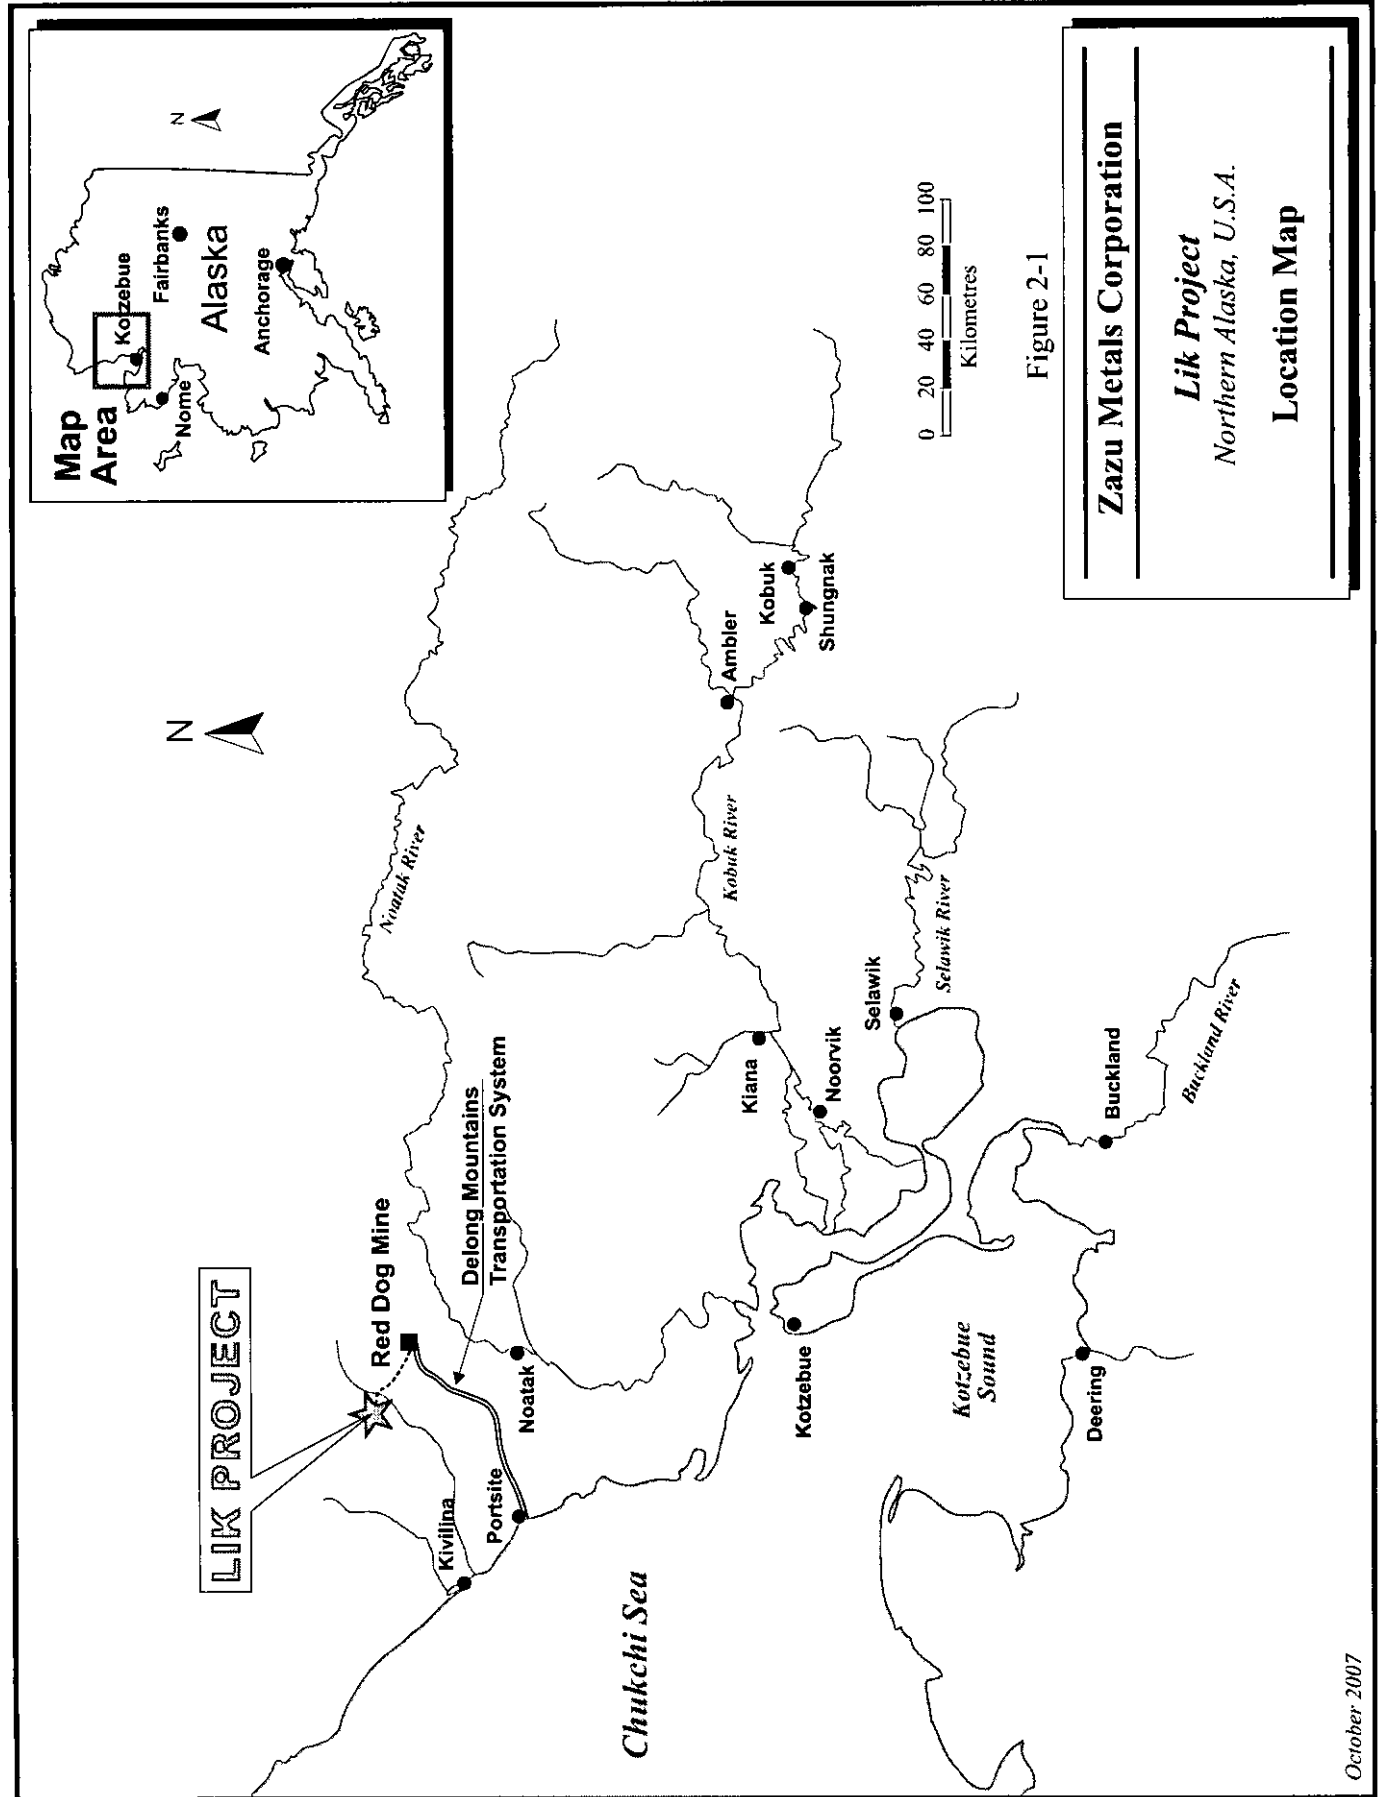 LIK PROJECT
Red Dog Mine
Delong Mountains
Transportation System
Kivilina
Portsite
Noatak
Noatak River
N
Map
Area
Kotzebue
Nome
Fairbanks
Alaska
Anchorage
N
Chukchi Sea
Kotzebue
Kotzebue
Sound
Deering
Kiana
Noorvik
Selawik
Selawik River
Buckland
Buckland River
Kobuk River
Ambler
Kobuk
Shungnak
0 20 40 60 80 100
Kilometres
Figure 2-1
Zazu Metals Corporation
Lik Project
Northern Alaska, U.S.A.
Location Map
October 2007